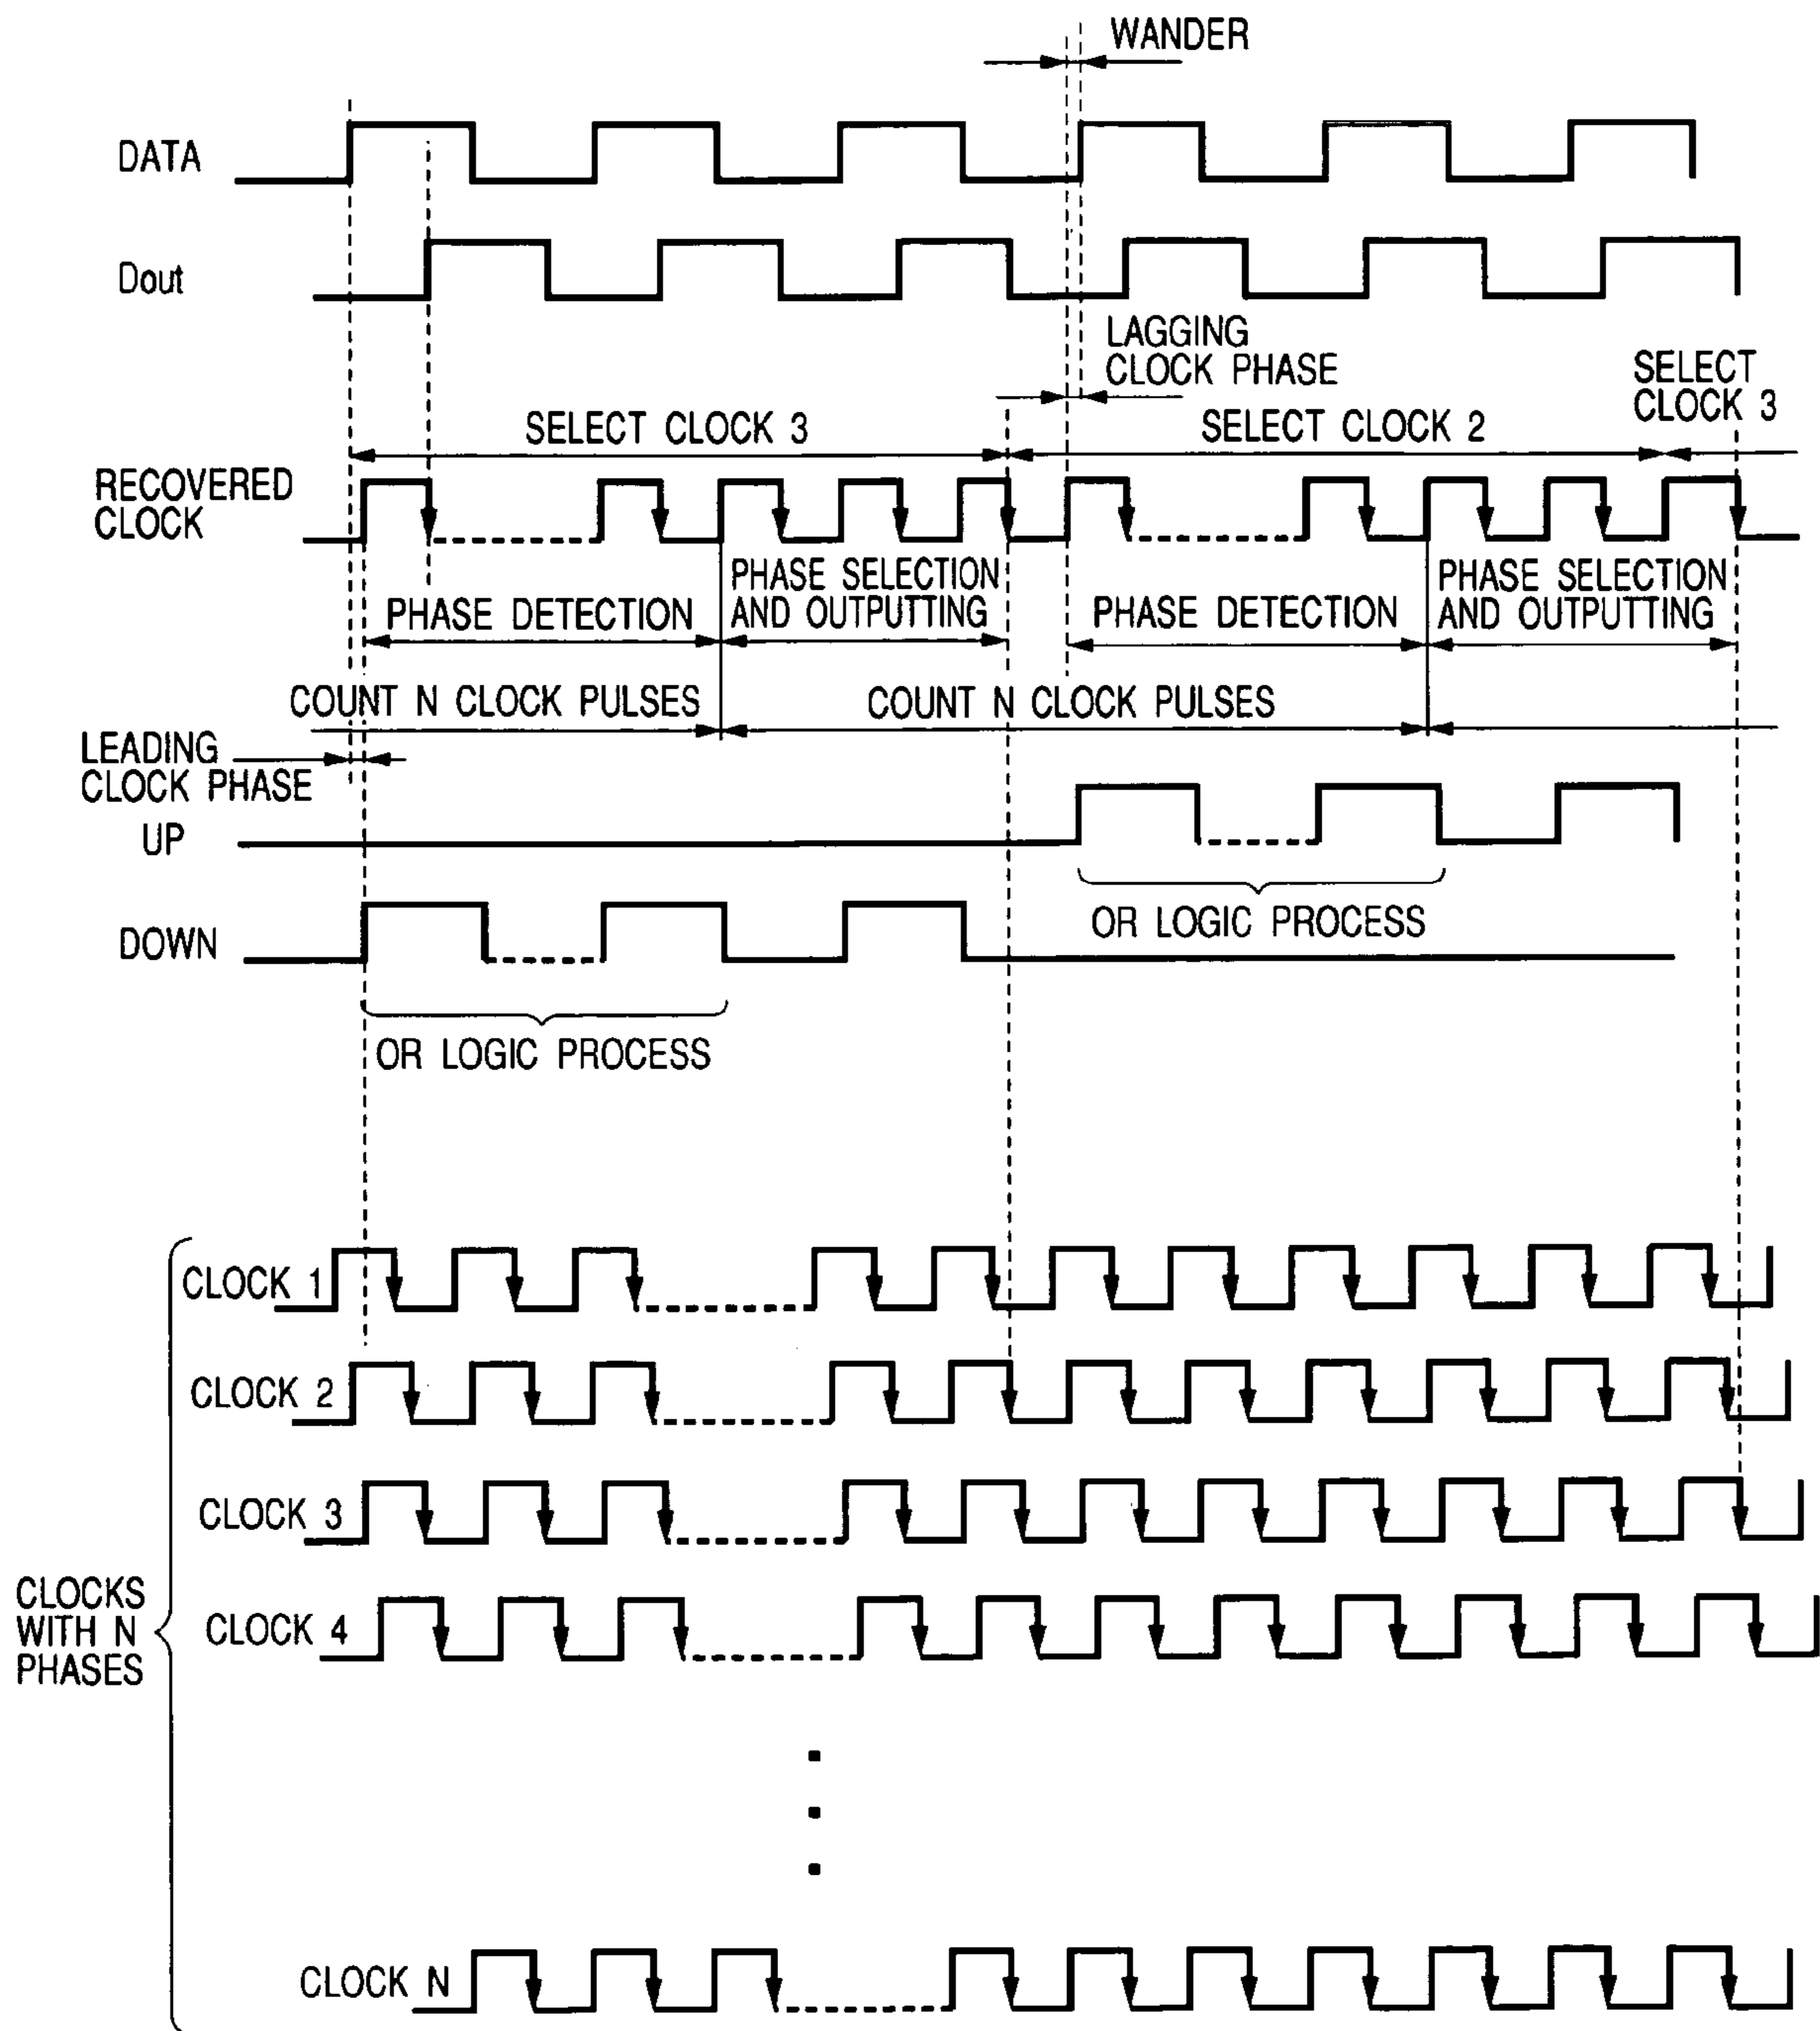 WANDER
DATA
Dout
LAGGING
CLOCK PHASE
SELECT
CLOCK 3
SELECT CLOCK 3
SELECT CLOCK 2
RECOVERED
CLOCK
PHASE DETECTION
PHASE SELECTION
AND OUTPUTTING
PHASE DETECTION
PHASE SELECTION
AND OUTPUTTING
COUNT N CLOCK PULSES
COUNT N CLOCK PULSES
LEADING
CLOCK PHASE
UP
OR LOGIC PROCESS
DOWN
OR LOGIC PROCESS
CLOCK 1
CLOCK 2
CLOCK 3
CLOCKS
WITH N
PHASES
CLOCK 4
CLOCK N